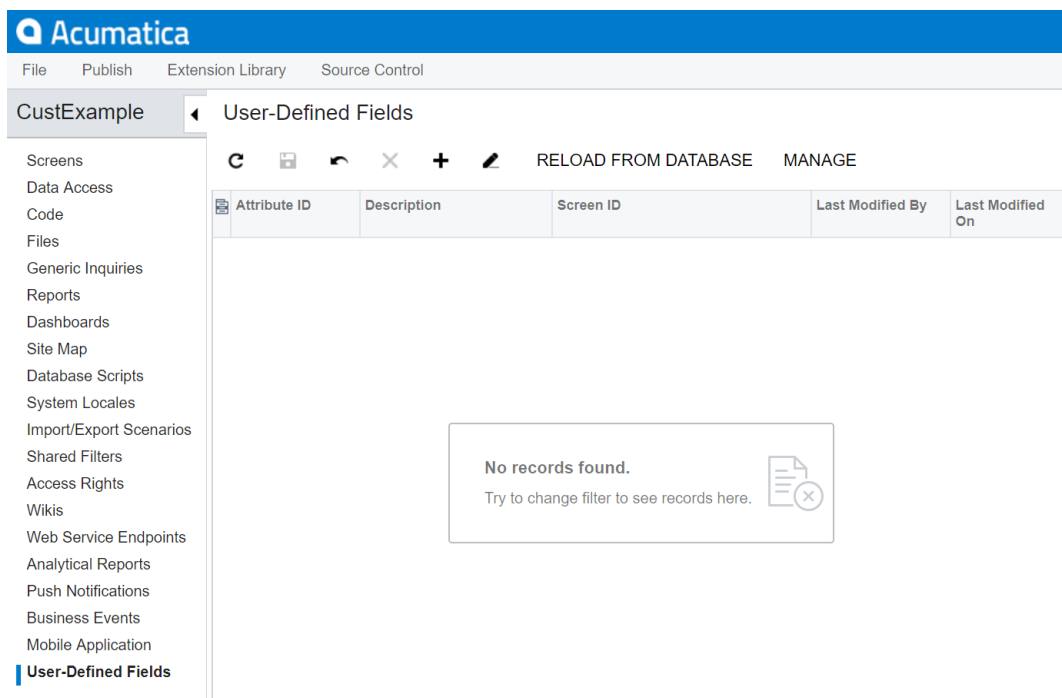 Acumatica
File Publish Extension Library Source Control
CustExample
User-Defined Fields
RELOAD FROM DATABASE MANAGE
Attribute ID Description Screen ID Last Modified By Last Modified
On
Screens
Data Access
Code
Files
Generic Inquiries
Reports
Dashboards
Site Map
Database Scripts
System Locales
Import/Export Scenarios
Shared Filters
Access Rights
Wikis
Web Service Endpoints
Analytical Reports
Push Notifications
Business Events
Mobile Application
User-Defined Fields
No records found.
Try to change filter to see records here.